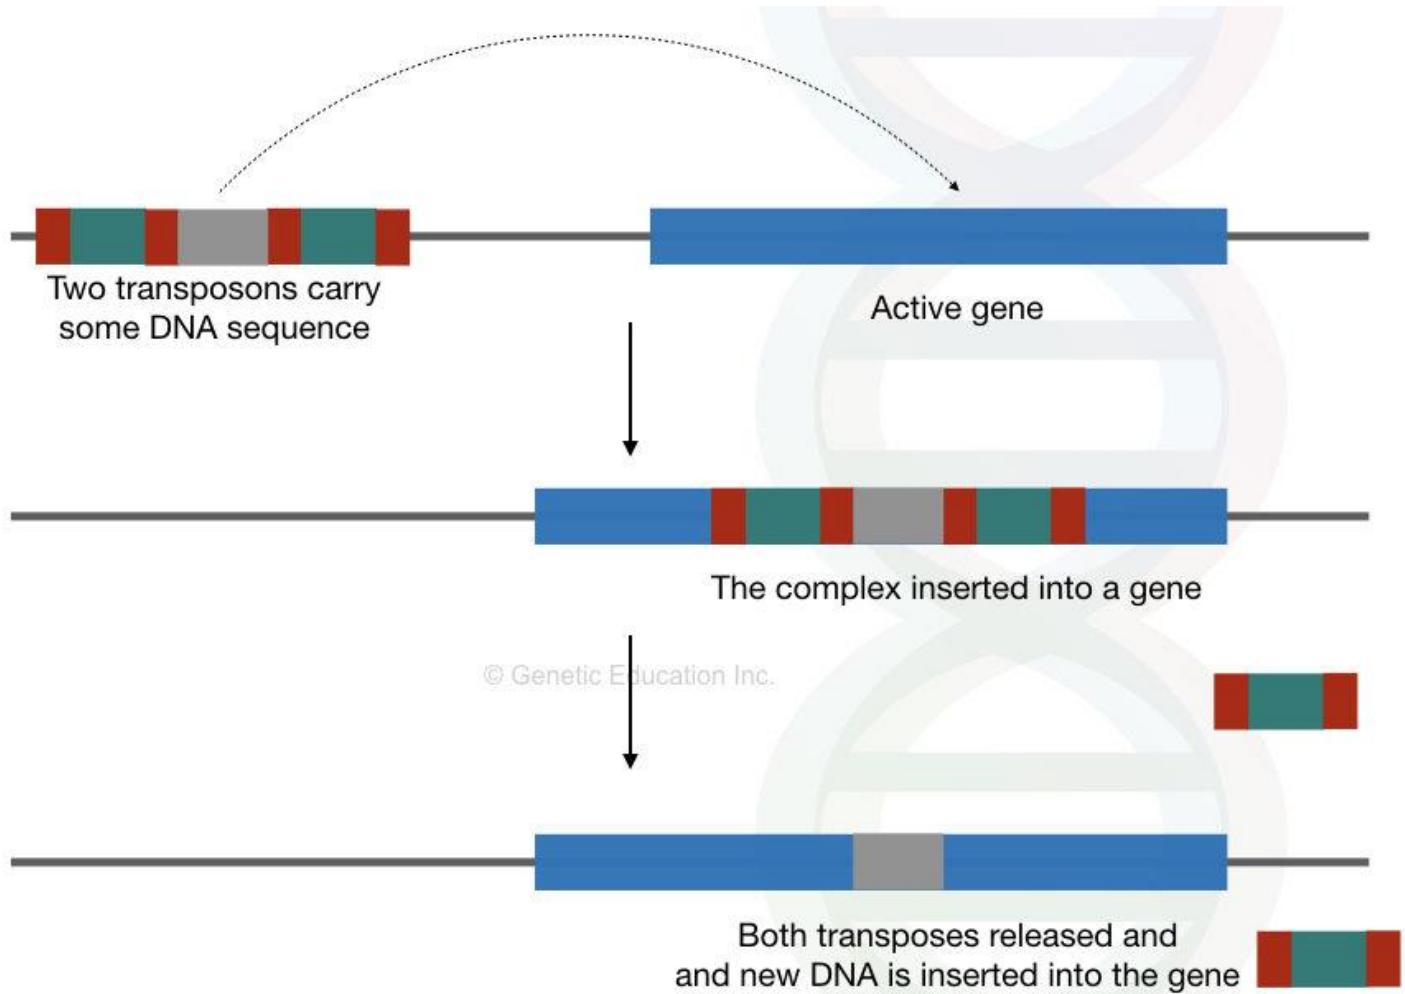 Two transposons carry
some DNA sequence
Active gene
The complex inserted into a gene
© Genetic Education Inc.
Both transposes released and
and new DNA is inserted into the gene